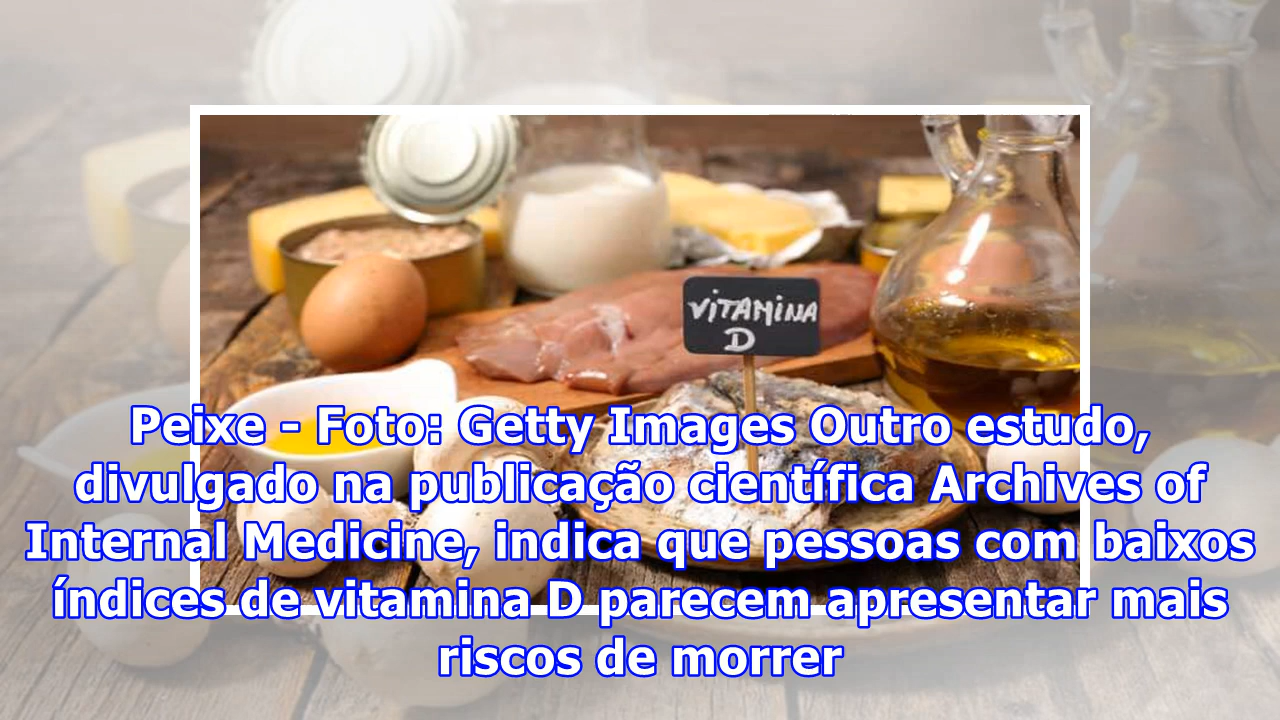 VITAMINA
D
Peixe - Foto: Getty Images Outro estudo,
divulgado na publicação científica Archives of
Internal Medicine, indica que pessoas com baixos
índices de vitamina D parecem apresentar mais
riscos de morrer